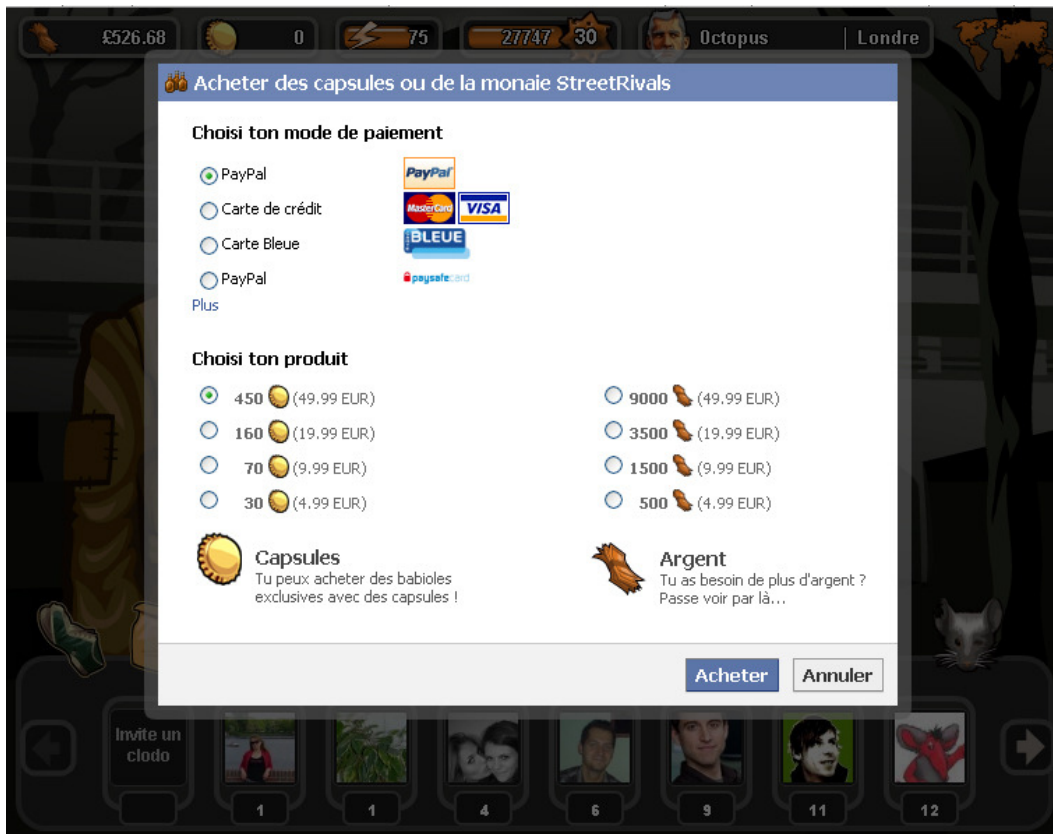 £526.68 0 75 27747 30 Octopus | Londre
Acheter des capsules ou de la monaie StreetRivals
Choisi ton mode de paiement
PayPal PayPal
Carte de crédit MasterCard VISA
Carte Bleue BLEUE
PayPal paysafecard
Plus
Choisi ton produit
450 (49.99 EUR) 9000 (49.99 EUR)
160 (19.99 EUR) 3500 (19.99 EUR)
70 (9.99 EUR) 1500 (9.99 EUR)
30 (4.99 EUR) 500 (4.99 EUR)
Capsules
Tu peux acheter des babioles
exclusives avec des capsules !
Argent
Tu as besoin de plus d'argent ?
Passe voir par là...
Acheter Annuler
Invite un
clodo
1 1 4 6 9 11 12